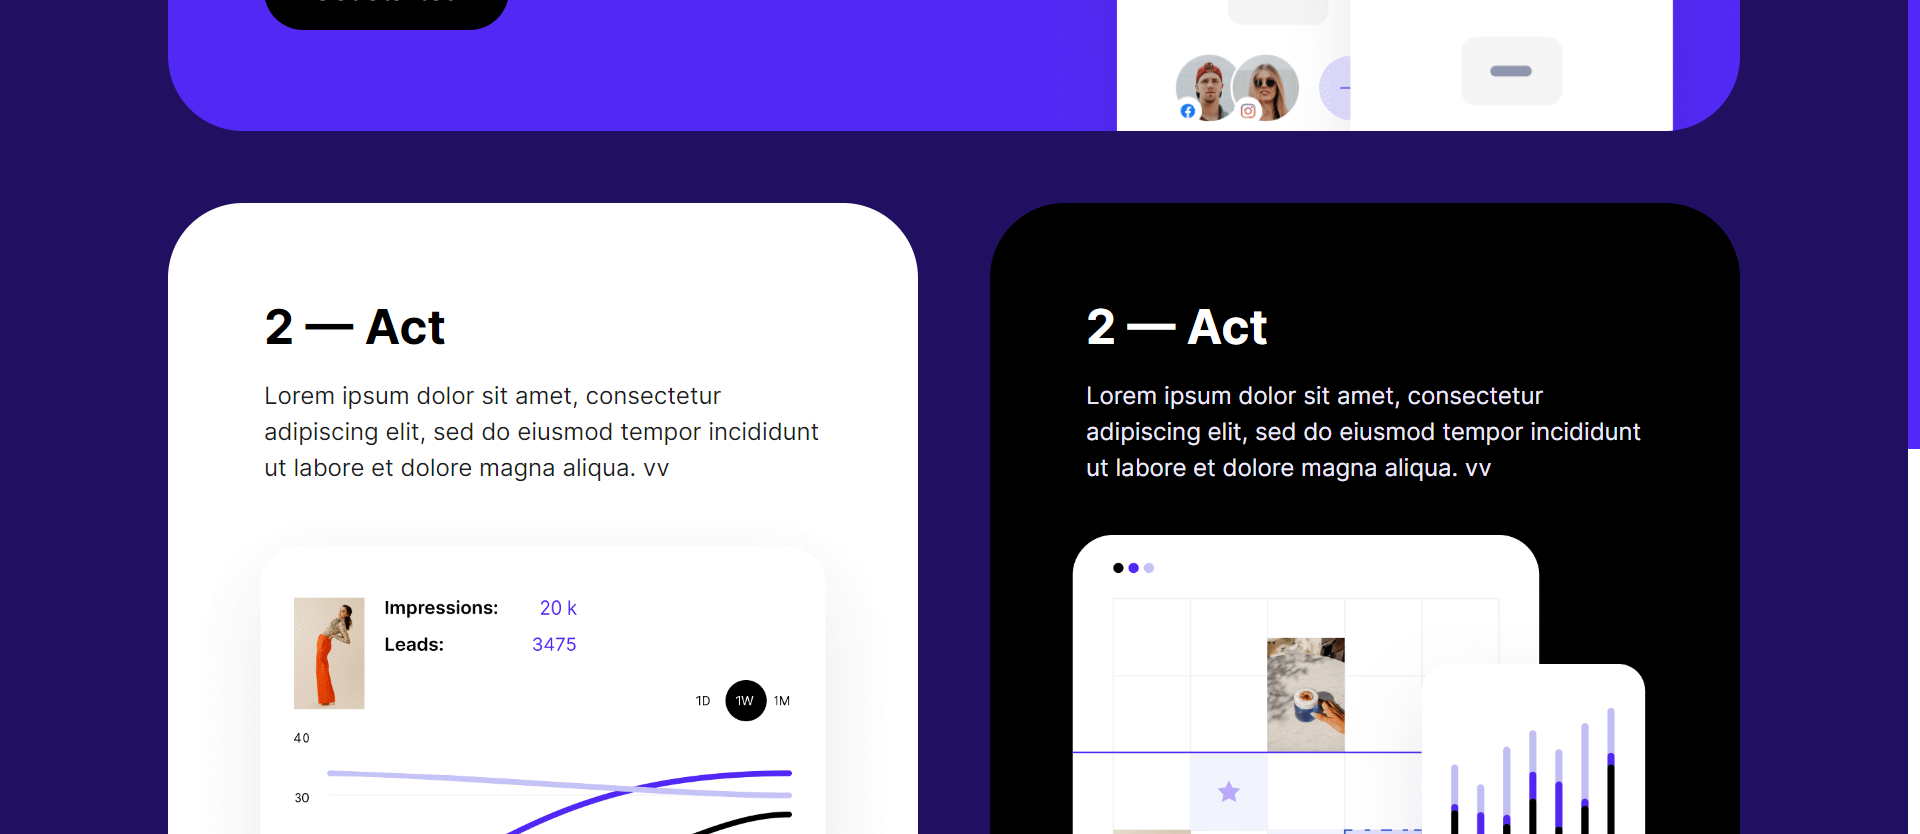 2 — Act
Lorem ipsum dolor sit amet, consectetur
adipiscing elit, sed do eiusmod tempor incididunt
ut labore et dolore magna aliqua. vv
Impressions: 20 k
Leads: 3475
1D 1W 1M
40
30
2 — Act
Lorem ipsum dolor sit amet, consectetur
adipiscing elit, sed do eiusmod tempor incididunt
ut labore et dolore magna aliqua. vv